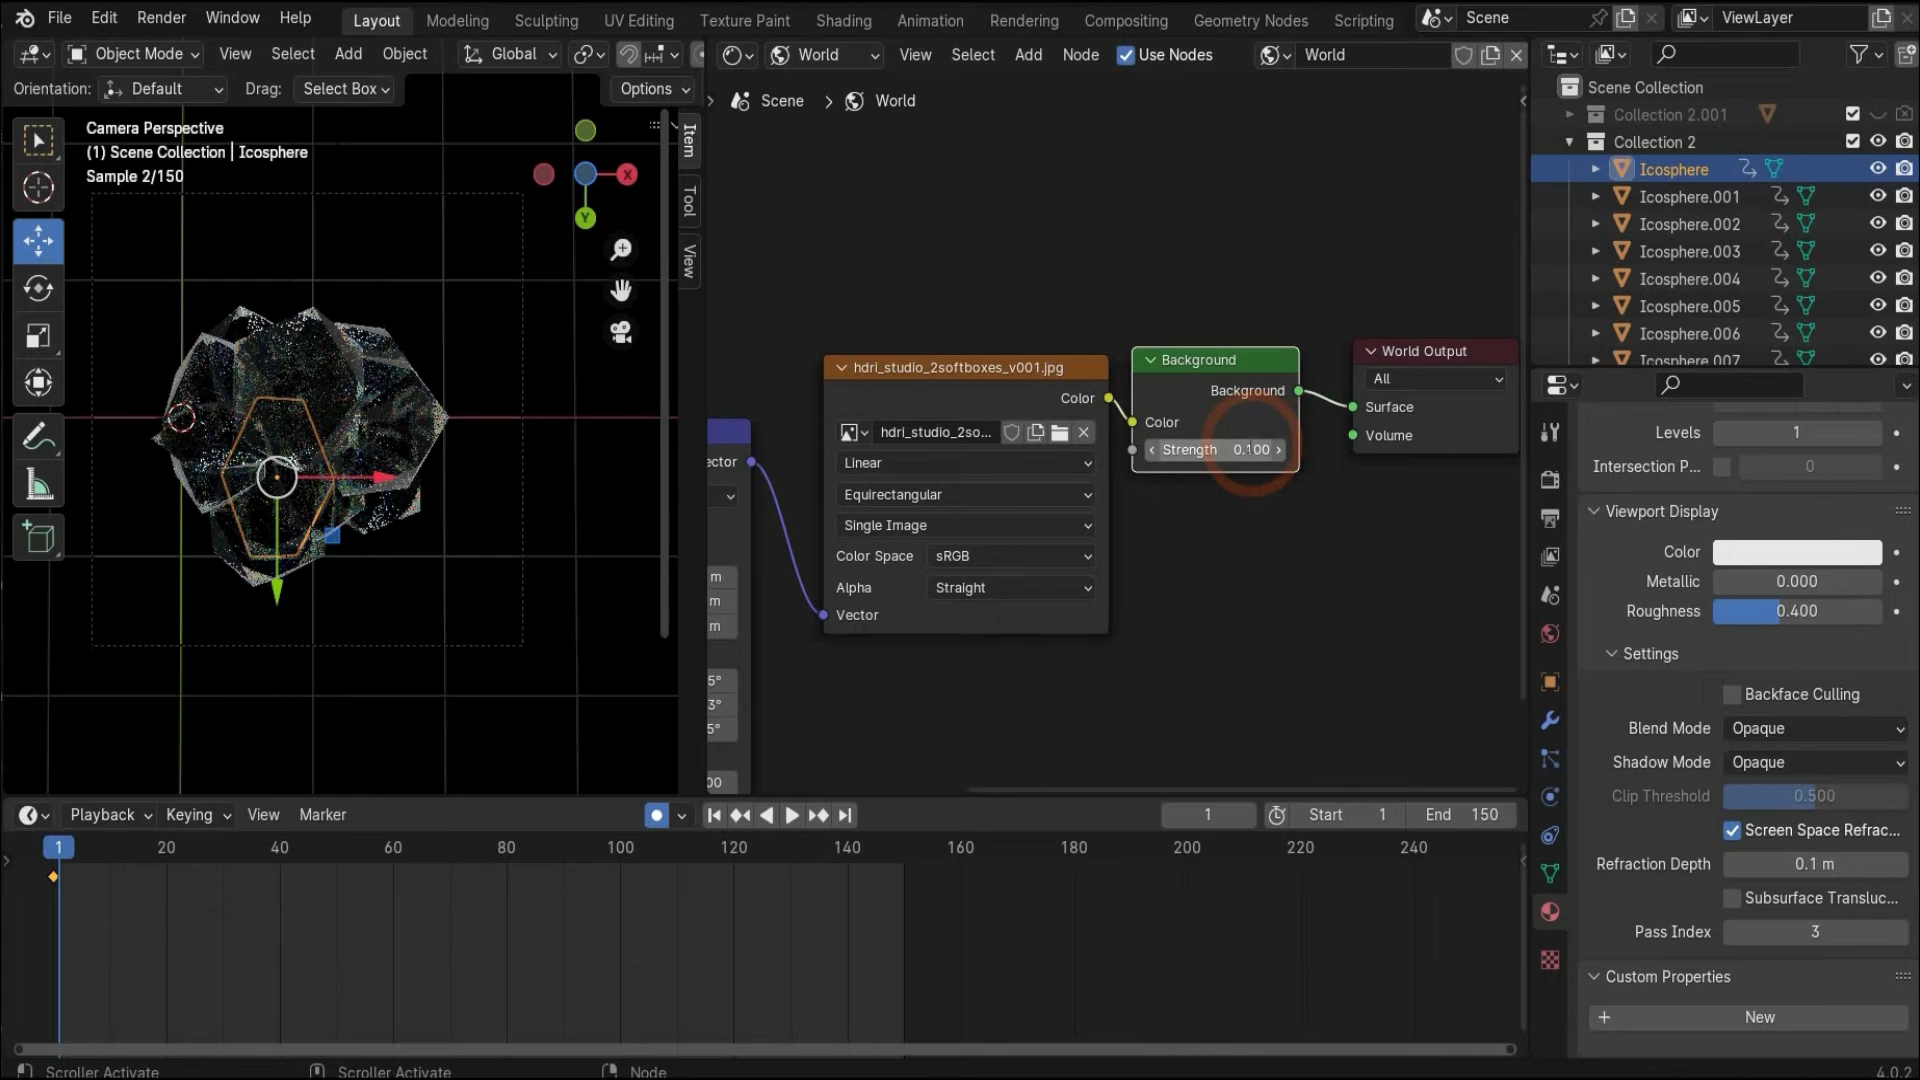 File Edit Render Window Help Layout Modeling Sculpting UV Editing Texture Paint Shading Animation Rendering Compositing Geometry Nodes Scripting Scene ViewLayer
Object Mode View Select Add Object Global World View Select Add Node Use Nodes World
Orientation: Default Drag: Select Box Options
Scene > World
Camera Perspective
(1) Scene Collection | Icosphere
Sample 2/150
X
Y
Item
Tool
View
ector
m
m
m
5°
3°
5°
00
hdri_studio_2softboxes_v001.jpg
Color
hdri_studio_2so...
Linear
Equirectangular
Single Image
Color Space sRGB
Alpha Straight
Vector
Background
Background
Color
Strength 0.100
World Output
All
Surface
Volume
Scene Collection
Collection 2.001
Collection 2
Icosphere
Icosphere.001
Icosphere.002
Icosphere.003
Icosphere.004
Icosphere.005
Icosphere.006
Icosphere.007
Levels 1
Intersection P... 0
Viewport Display
Color
Metallic 0.000
Roughness 0.400
Settings
Backface Culling
Blend Mode Opaque
Shadow Mode Opaque
Clip Threshold 0.500
Screen Space Refrac...
Refraction Depth 0.1 m
Subsurface Transluc...
Pass Index 3
Custom Properties
New
Playback Keying View Marker 1 Start 1 End 150
1 20 40 60 80 100 120 140 160 180 200 220 240
Scroller Activate Scroller Activate Node 4.0.2